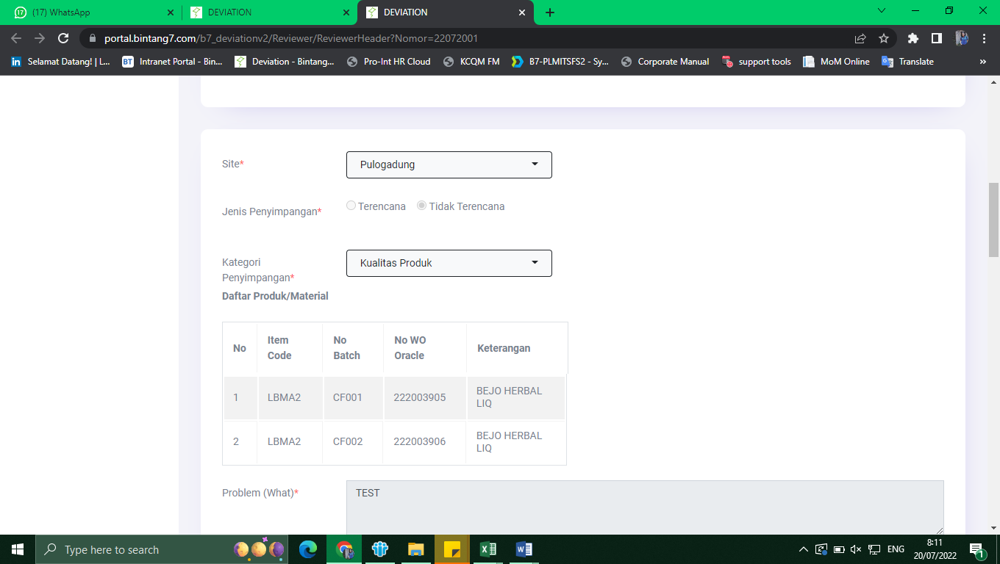 17 (17) WhatsApp
DEVIATION
DEVIATION
portal.bintang7.com/b7_deviationv2/Reviewer/ReviewerHeader?Nomor=22072001
in Selamat Datang! | L...
BT Intranet Portal - Bin...
Deviation - Bintang...
Pro-Int HR Cloud
KCQM FM
B7-PLMITSFS2 - Sy...
Corporate Manual
support tools
MoM Online
Translate
»
Site*
Pulogadung
Jenis Penyimpangan*
Terencana
Tidak Terencana
Kategori
Penyimpangan*
Kualitas Produk
Daftar Produk/Material
No
Item
Code
No
Batch
No WO
Oracle
Keterangan
1
LBMA2
CF001
222003905
BEJO HERBAL
LIQ
2
LBMA2
CF002
222003906
BEJO HERBAL
LIQ
Problem (What)*
TEST
Type here to search
ENG
8:11
20/07/2022
1